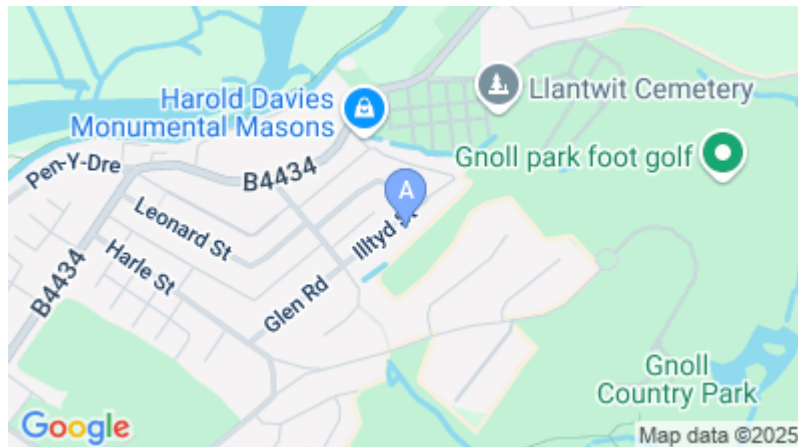 Harold Davies
Monumental Masons
Llantwit Cemetery
Gnoll park foot golf
Pen-Y-Dre
B4434
A
Leonard St
Illtyd St
Harle St
B4434
Glen Rd
Gnoll
Country Park
Google
Map data ©2025